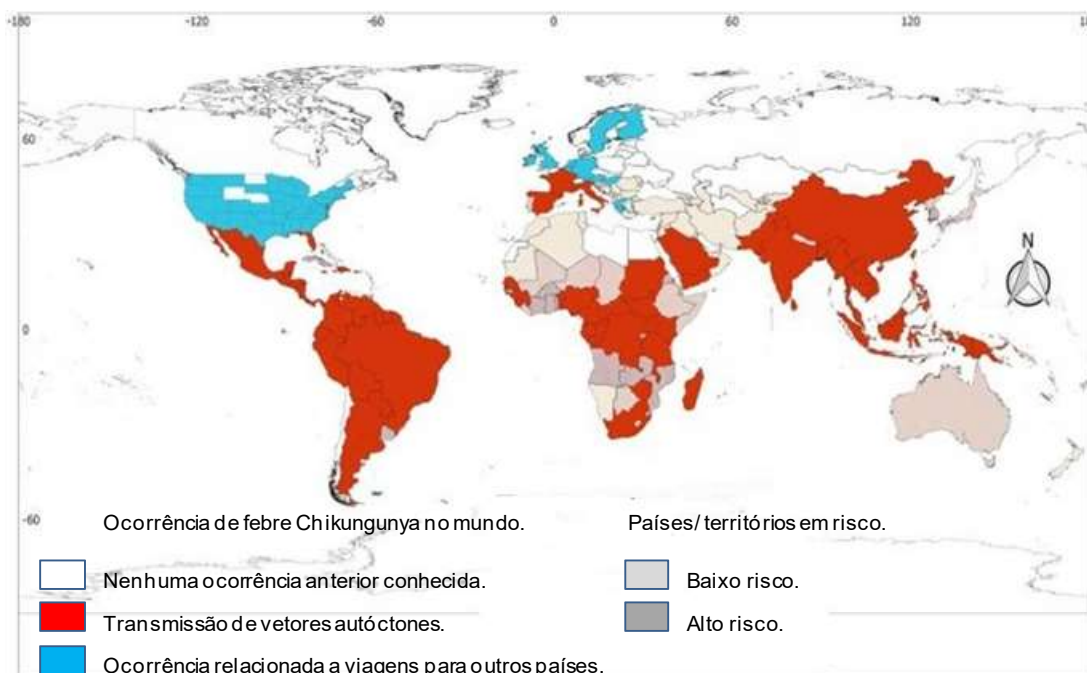 -180 -120 -60 0 60 120 18
60
0
-60
N
Ocorrência de febre Chikungunya no mundo. Países/ territórios em risco.
Nenhuma ocorrência anterior conhecida. Baixo risco.
Transmissão de vetores autóctones. Alto risco.
Ocorrência relacionada a viagens para outros países.